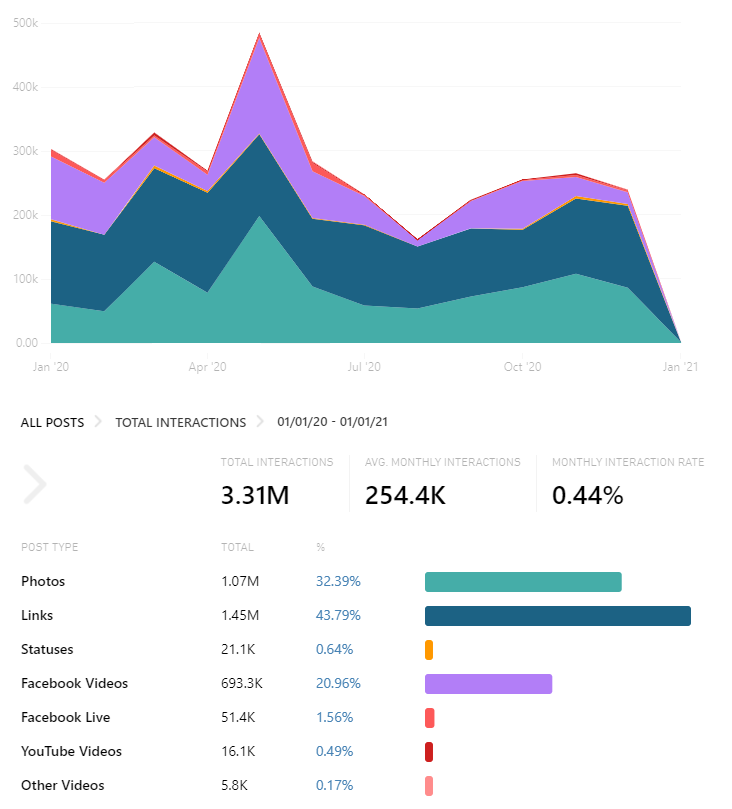 500k
400k
300k
200k
100k
0.00
Jan '20 Apr '20 Jul '20 Oct '20 Jan '21
ALL POSTS TOTAL INTERACTIONS 01/01/20 - 01/01/21
TOTAL INTERACTIONS AVG. MONTHLY INTERACTIONS MONTHLY INTERACTION RATE
3.31M 254.4K 0.44%
POST TYPE TOTAL %
Photos 1.07M 32.39%
Links 1.45M 43.79%
Statuses 21.1K 0.64%
Facebook Videos 693.3K 20.96%
Facebook Live 51.4K 1.56%
YouTube Videos 16.1K 0.49%
Other Videos 5.8K 0.17%